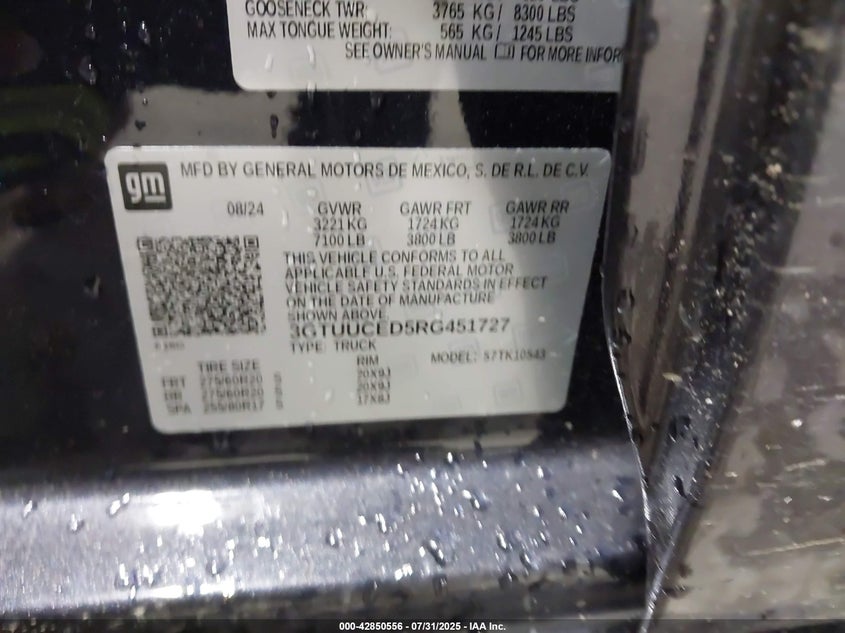 GOOSENECK TWR: 3765 KG / 8300 LBS
MAX TONGUE WEIGHT: 565 KG / 1245 LBS
SEE OWNER'S MANUAL FOR MORE INFOR
gm MFD BY GENERAL MOTORS DE MEXICO, S. DE R.L. DE C.V.
08/24 GVWR GAWR FRT GAWR RR
3221 KG 1724 KG 1724 KG
7100 LB 3800 LB 3800 LB
THIS VEHICLE CONFORMS TO ALL
APPLICABLE U.S. FEDERAL MOTOR
VEHICLE SAFETY STANDARDS IN EFFECT
ON THE DATE OF MANUFACTURE
SHOWN ABOVE.
3GTUUCED5RG451727
TYPE: TRUCK MODEL: 57TK10543
TIRE SIZE RIM
FRT 275/60R20 20X9J
RR 275/60R20 20X9J
SPA 255/80R17 17X8J
000-42850556 - 07/31/2025 - IAA Inc.